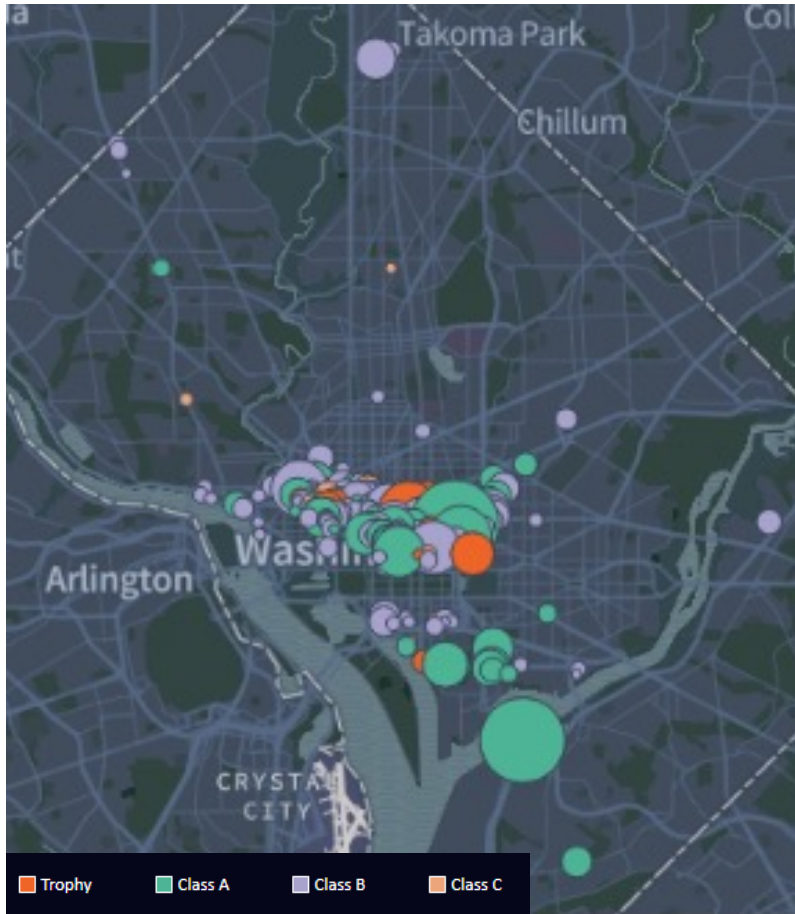 Takoma Park
Chillum
Arlington
CRYSTAL
CITY
Trophy
Class A
Class B
Class C